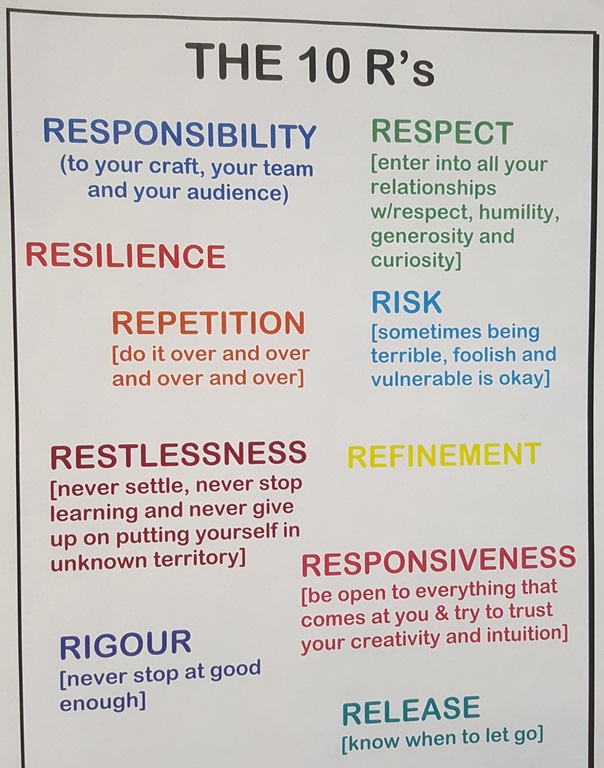 THE 10 R's
RESPONSIBILITY
(to your craft, your team
and your audience)
RESPECT
[enter into all your
relationships
w/respect, humility,
generosity and
curiosity]
RESILIENCE
REPETITION
[do it over and over
and over and over]
RISK
[sometimes being
terrible, foolish and
vulnerable is okay]
RESTLESSNESS
[never settle, never stop
learning and never give
up on putting yourself in
unknown territory]
REFINEMENT
RESPONSIVENESS
[be open to everything that
comes at you & try to trust
your creativity and intuition]
RIGOUR
[never stop at good
enough]
RELEASE
[know when to let go]